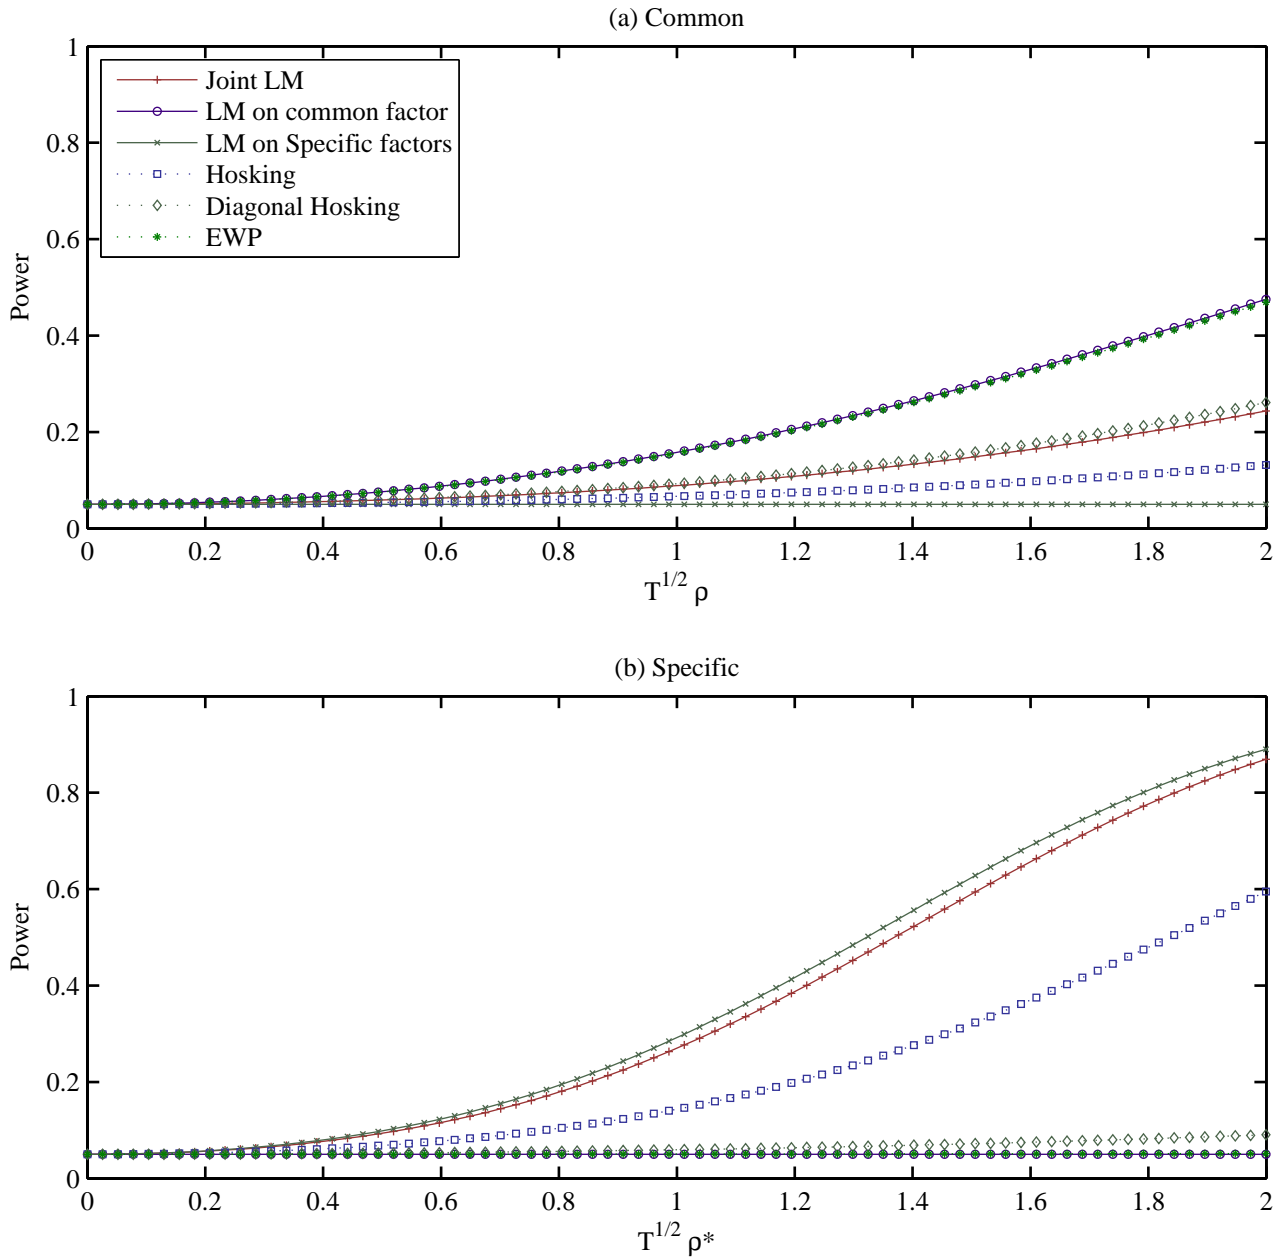 (a) Common
1
0.8
0.6
0.4
0.2
0
Power
Joint LM
LM on common factor
LM on Specific factors
Hosking
Diagonal Hosking
EWP
0 0.2 0.4 0.6 0.8 1 1.2 1.4 1.6 1.8 2
T^{1/2} ρ
(b) Specific
1
0.8
0.6
0.4
0.2
0
Power
0 0.2 0.4 0.6 0.8 1 1.2 1.4 1.6 1.8 2
T^{1/2} ρ*